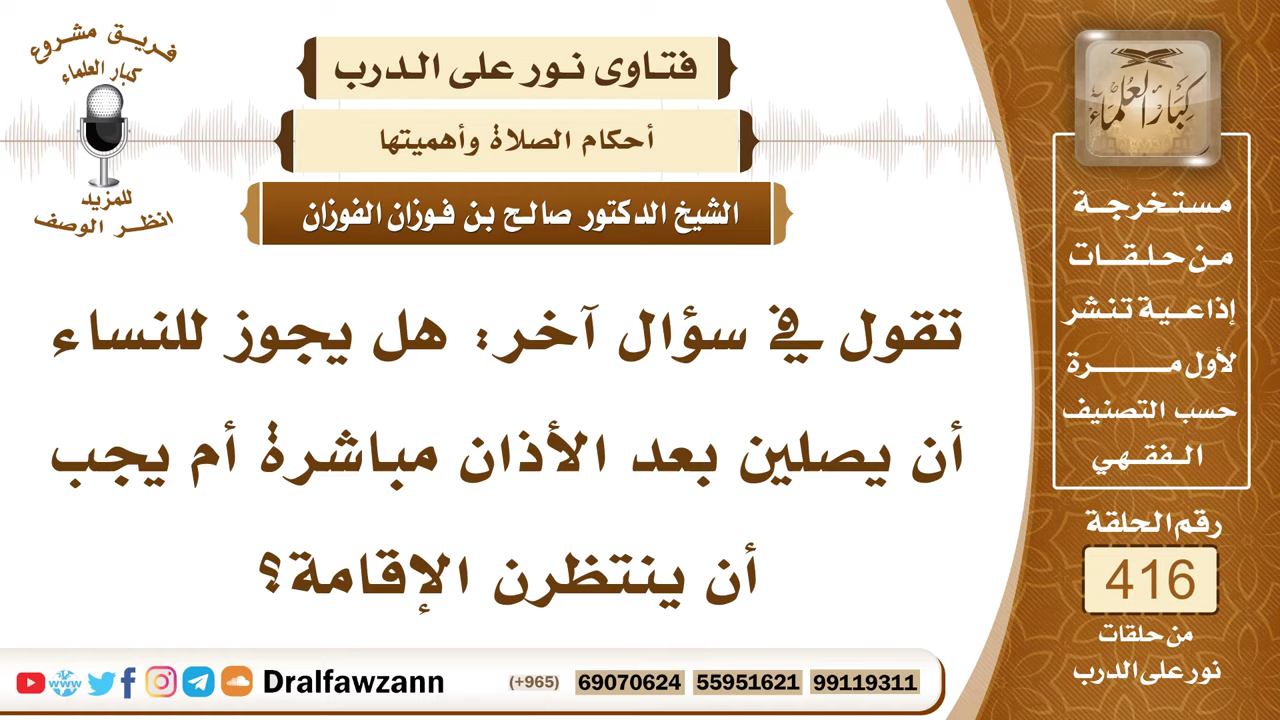 فريق مشروع
كبار العلماء
للمزيد
انظر الوصف
فتاوى نور على الدرب
أحكام الصلاة وأهميتها
الشيخ الدكتور صالح بن فوزان الفوزان
تقول في سؤال آخر: هل يجوز للنساء
أن يصلين بعد الأذان مباشرة أم يجب
أن ينتظرن الإقامة؟
كبار العلماء
مستخرجة
من حلقات
إذاعية تنشر
لأول مرة
حسب التصنيف
الفقهي
رقم الحلقة
416
من حلقات
نور على الدرب
www Dralfawzann (+965) 69070624 55951621 99119311